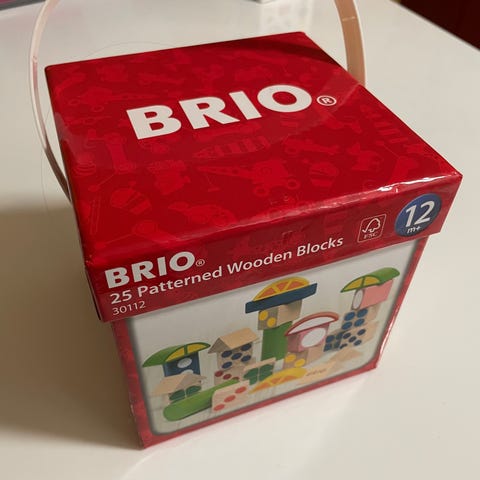 BRIO®
BRIO®
25 Patterned Wooden Blocks
30112
FSC
12
m+